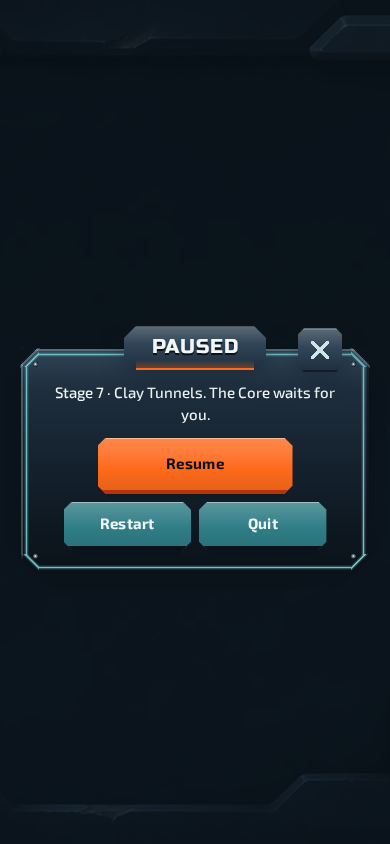 PAUSED
Stage 7 · Clay Tunnels. The Core waits for
you.
Resume
Restart
Quit